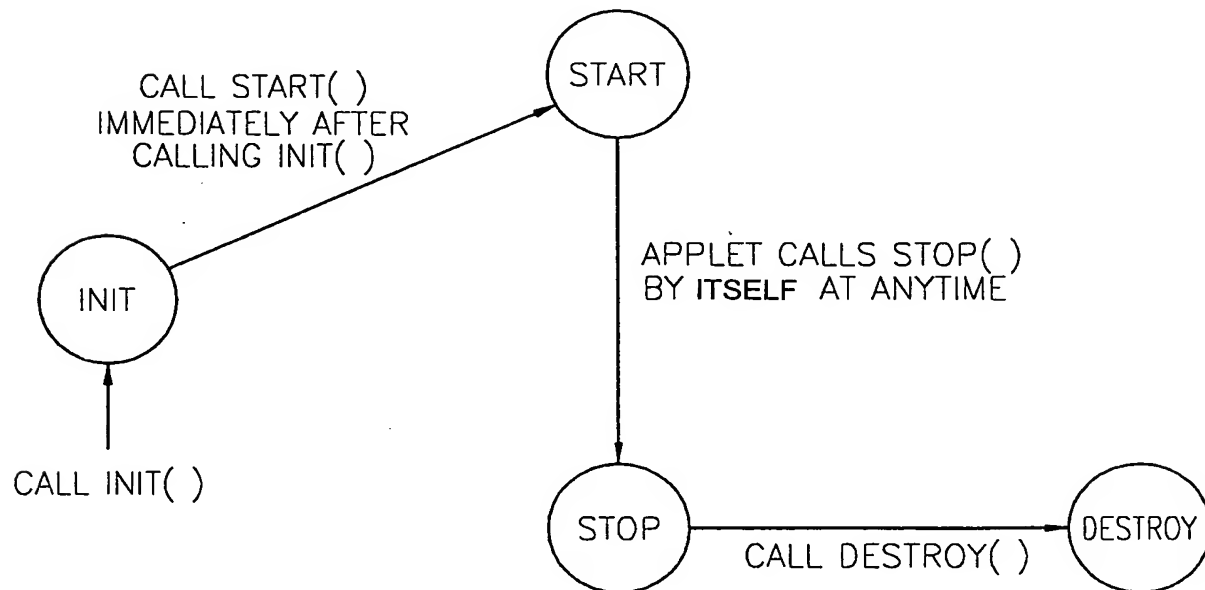 START
CALL START( )
IMMEDIATELY AFTER
CALLING INIT( )
INIT
APPLET CALLS STOP( )
BY ITSELF AT ANYTIME
CALL INIT( )
STOP
DESTROY
CALL DESTROY( )